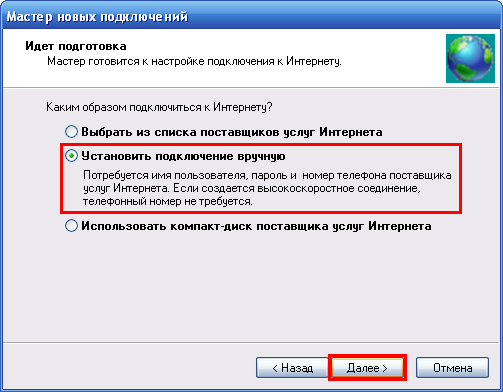 Мастер новых подключений
Идет подготовка
Мастер готовится к настройке подключения к Интернету.
Каким образом подключиться к Интернету?
Выбрать из списка поставщиков услуг Интернета
Установить подключение вручную
Потребуется имя пользователя, пароль и номер телефона поставщика
услуг Интернета. Если создается высокоскоростное соединение,
телефонный номер не требуется.
Использовать компакт-диск поставщика услуг Интернета
< Назад
Далее >
Отмена